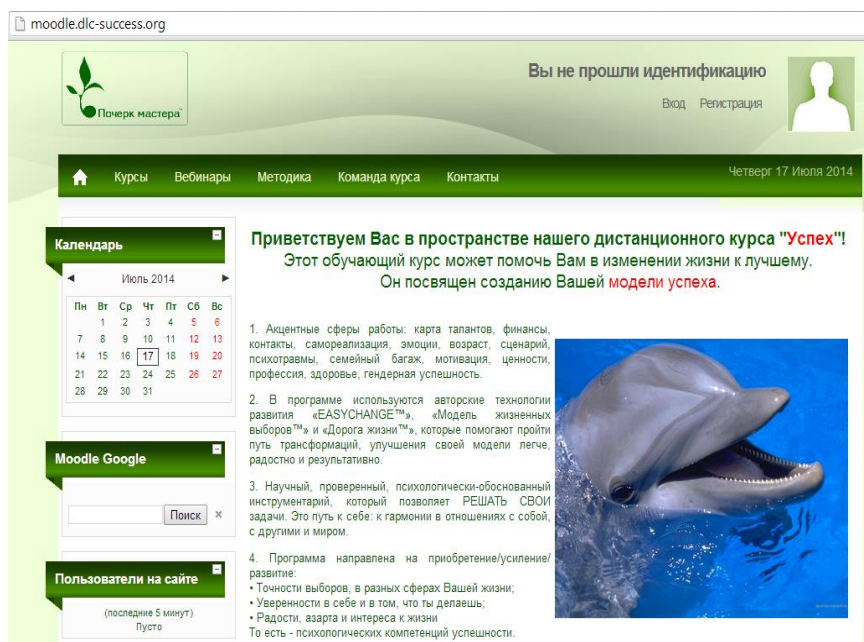 moodle.dlc-success.org
Почерк мастера
Вы не прошли идентификацию
Вход Регистрация
Курсы Вебинары Методика Команда курса Контакты
Четверг 17 Июля 2014
Календарь
◄ Июль 2014 ►
Пн Вт Ср Чт Пт Сб Вс
1 2 3 4 5 6
7 8 9 10 11 12 13
14 15 16 17 18 19 20
21 22 23 24 25 26 27
28 29 30 31
Moodle Google
Поиск ×
Пользователи на сайте
(последние 5 минут)
Пусто
Приветствуем Вас в пространстве нашего дистанционного курса "Успех"!
Этот обучающий курс может помочь Вам в изменении жизни к лучшему.
Он посвящен созданию Вашей модели успеха.
1. Акцентные сферы работы: карта талантов, финансы,
контакты, самореализация, эмоции, возраст, сценарий,
психотравмы, семейный багаж, мотивация, ценности,
профессия, здоровье, гендерная успешность.
2. В программе используются авторские технологии
развития «EASYCHANGE™», «Модель жизненных
выборов™» и «Дорога жизни™», которые помогают пройти
путь трансформаций, улучшения своей модели легче,
радостно и результативно.
3. Научный, проверенный, психологически-обоснованный
инструментарий, который позволяет РЕШАТЬ СВОИ
задачи. Это путь к себе: к гармонии в отношениях с собой,
с другими и миром.
4. Программа направлена на приобретение/усиление/
развитие:
• Точности выборов, в разных сферах Вашей жизни;
• Уверенности в себе и в том, что ты делаешь;
• Радости, азарта и интереса к жизни
То есть - психологических компетенций успешности.